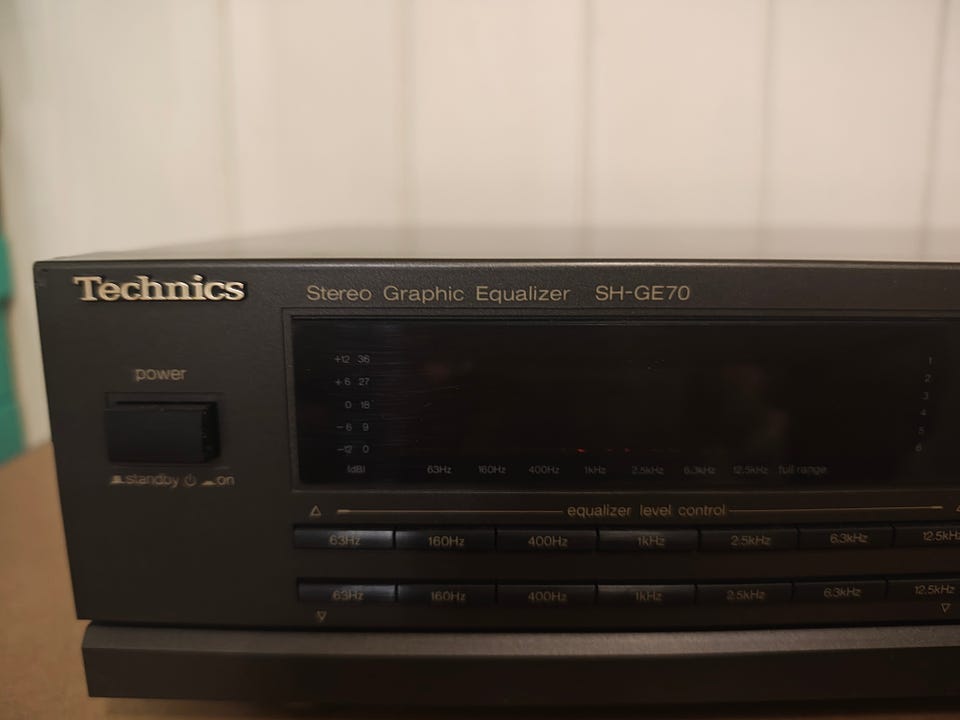 Technics
Stereo Graphic Equalizer SH-GE70
power
standby ⏻ on
+12 36
+6 27
0 18
-6 9
-12 0
(dB)
63Hz 160Hz 400Hz 1kHz 2.5kHz 6.3kHz 12.5kHz full range
1
2
3
4
5
6
equalizer level control
63Hz 160Hz 400Hz 1kHz 2.5kHz 6.3kHz 12.5kHz
63Hz 160Hz 400Hz 1kHz 2.5kHz 6.3kHz 12.5kHz